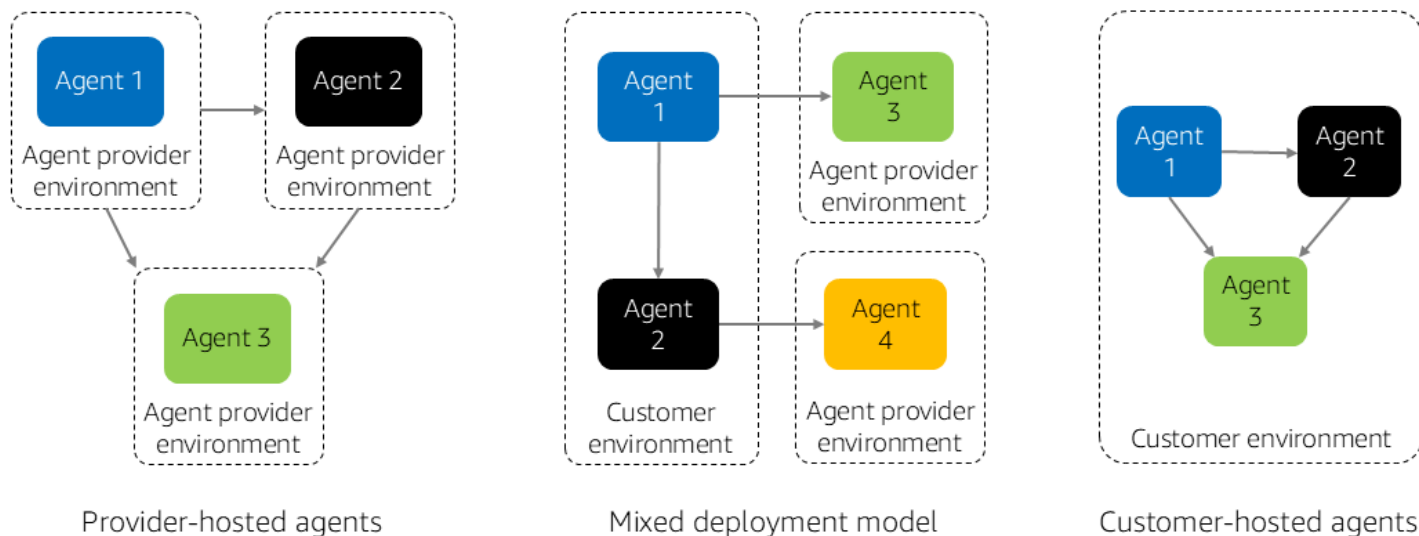 Agent 1
Agent provider
environment
Agent 2
Agent provider
environment
Agent 3
Agent provider
environment
Provider-hosted agents
Agent
1
Agent
2
Customer
environment
Agent
3
Agent provider
environment
Agent
4
Agent provider
environment
Mixed deployment model
Agent
1
Agent
2
Agent
3
Customer environment
Customer-hosted agents